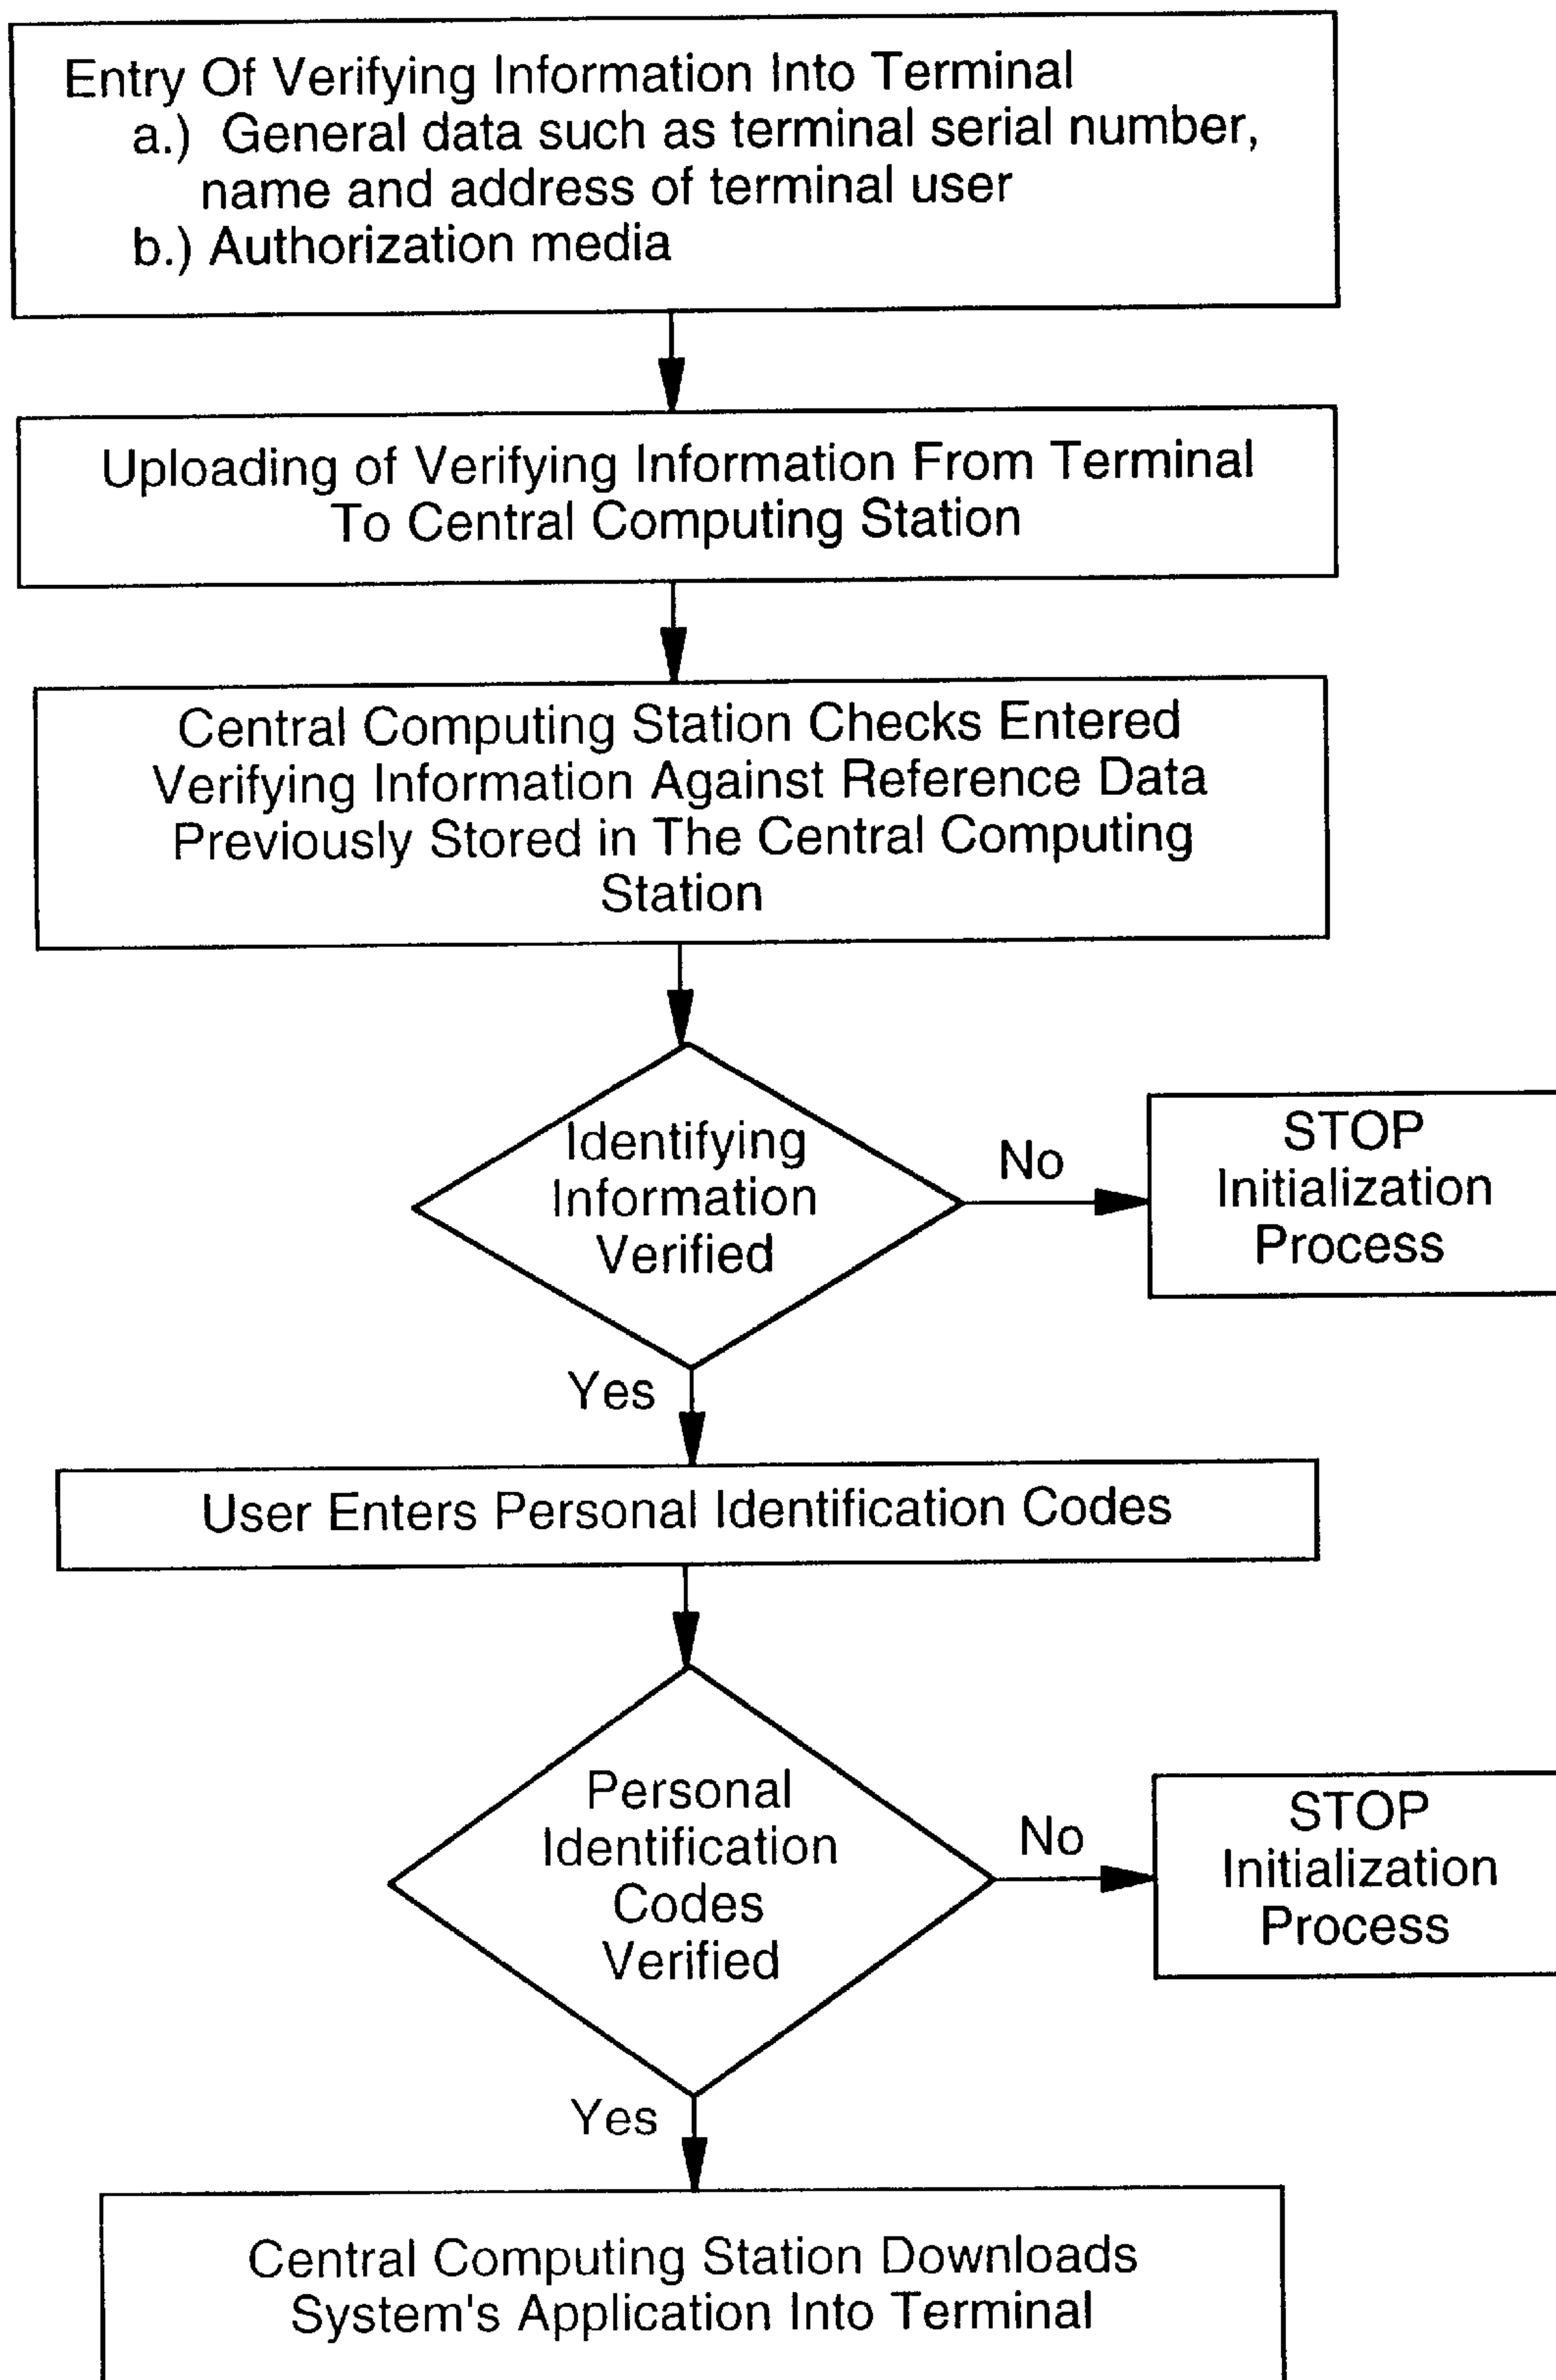 Entry Of Verifying Information Into Terminal
a.) General data such as terminal serial number,
name and address of terminal user
b.) Authorization media
Uploading of Verifying Information From Terminal
To Central Computing Station
Central Computing Station Checks Entered
Verifying Information Against Reference Data
Previously Stored in The Central Computing
Station
Identifying
Information
Verified
No
STOP
Initialization
Process
Yes
User Enters Personal Identification Codes
Personal
Identification
Codes
Verified
No
STOP
Initialization
Process
Yes
Central Computing Station Downloads
System's Application Into Terminal